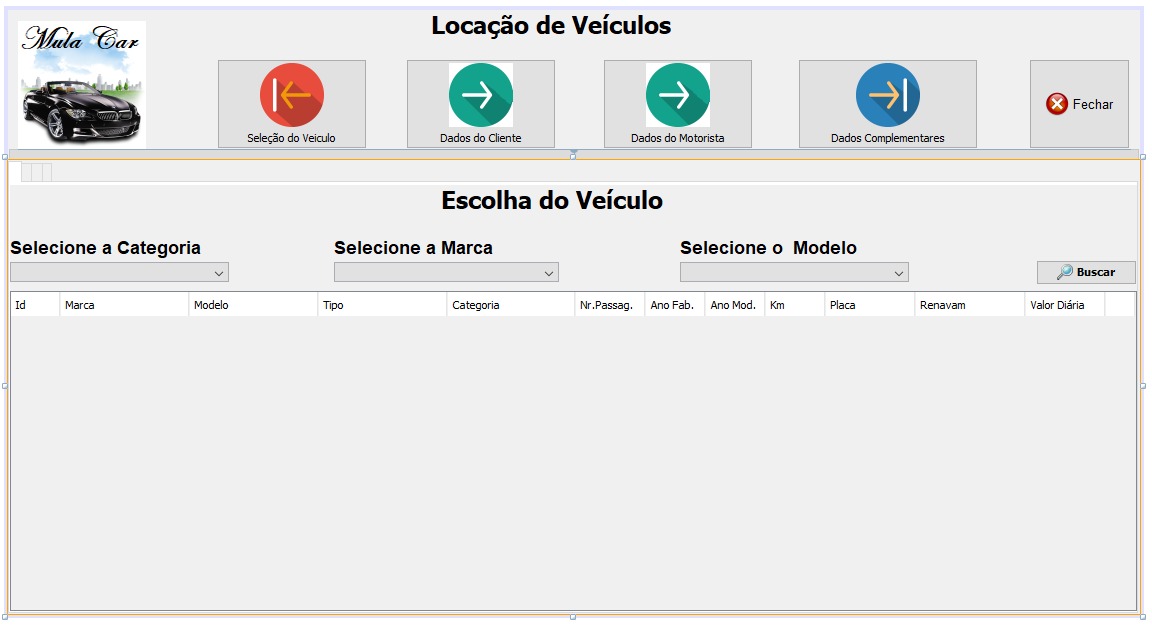 Locação de Veículos
Mula Car
Seleção do Veiculo
Dados do Cliente
Dados do Motorista
Dados Complementares
Fechar
Escolha do Veículo
Selecione a Categoria
Selecione a Marca
Selecione o  Modelo
Buscar
Id Marca Modelo Tipo Categoria Nr.Passag. Ano Fab. Ano Mod. Km Placa Renavam Valor Diária